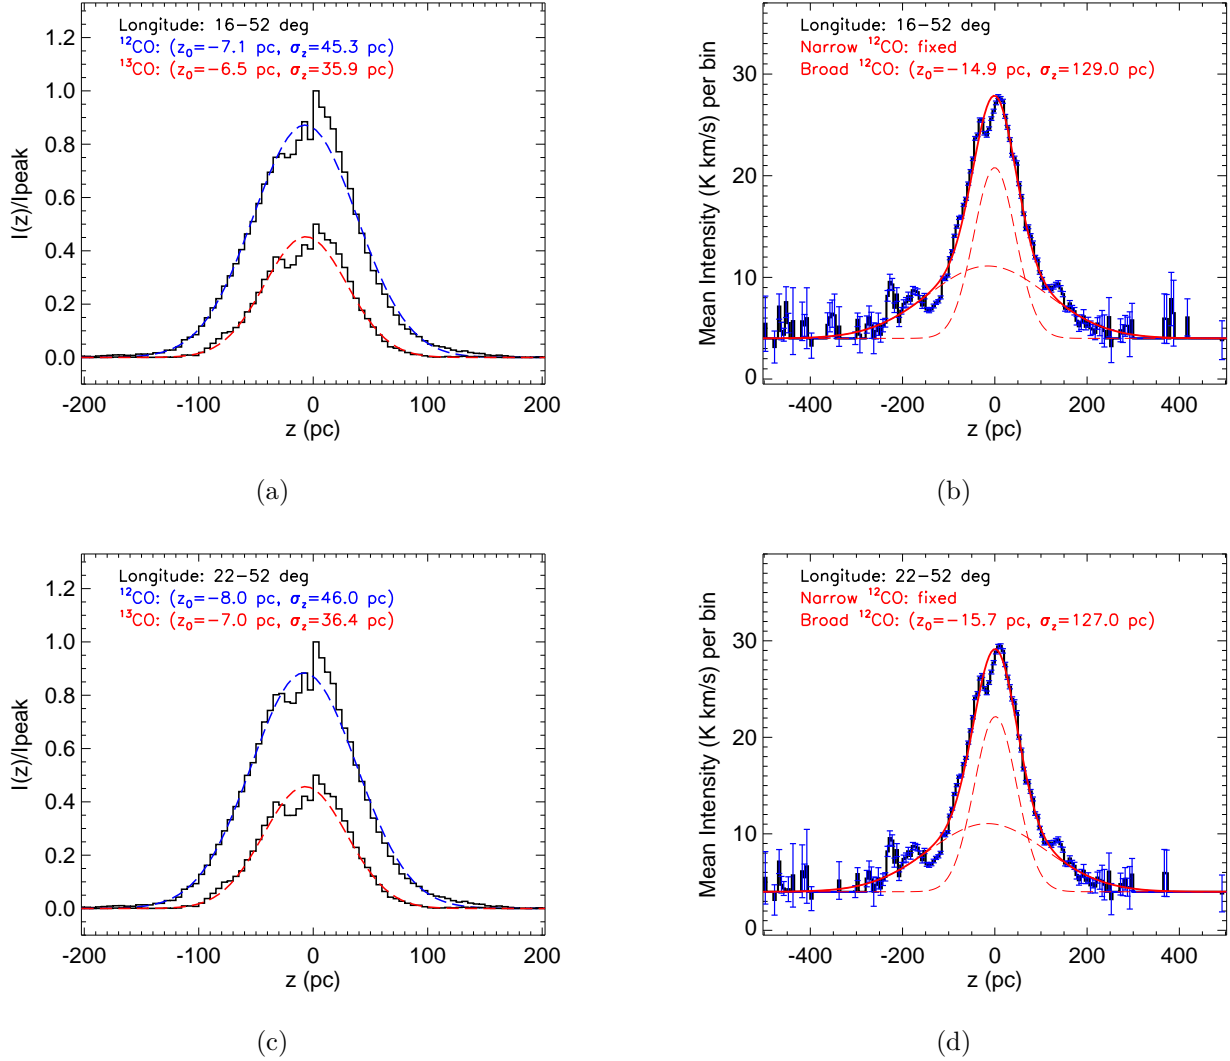 Longitude: 16−52 deg
¹²CO: (z₀=−7.1 pc, σ_z=45.3 pc)
¹³CO: (z₀=−6.5 pc, σ_z=35.9 pc)
I(z)/Ipeak
1.2
1.0
0.8
0.6
0.4
0.2
0.0
-200 -100 0 100 200
z (pc)
(a)
Longitude: 16−52 deg
Narrow ¹²CO: fixed
Broad ¹²CO: (z₀=−14.9 pc, σ_z=129.0 pc)
Mean Intensity (K km/s) per bin
30
20
10
0
-400 -200 0 200 400
z (pc)
(b)
Longitude: 22−52 deg
¹²CO: (z₀=−8.0 pc, σ_z=46.0 pc)
¹³CO: (z₀=−7.0 pc, σ_z=36.4 pc)
I(z)/Ipeak
1.2
1.0
0.8
0.6
0.4
0.2
0.0
-200 -100 0 100 200
z (pc)
(c)
Longitude: 22−52 deg
Narrow ¹²CO: fixed
Broad ¹²CO: (z₀=−15.7 pc, σ_z=127.0 pc)
Mean Intensity (K km/s) per bin
30
20
10
0
-400 -200 0 200 400
z (pc)
(d)